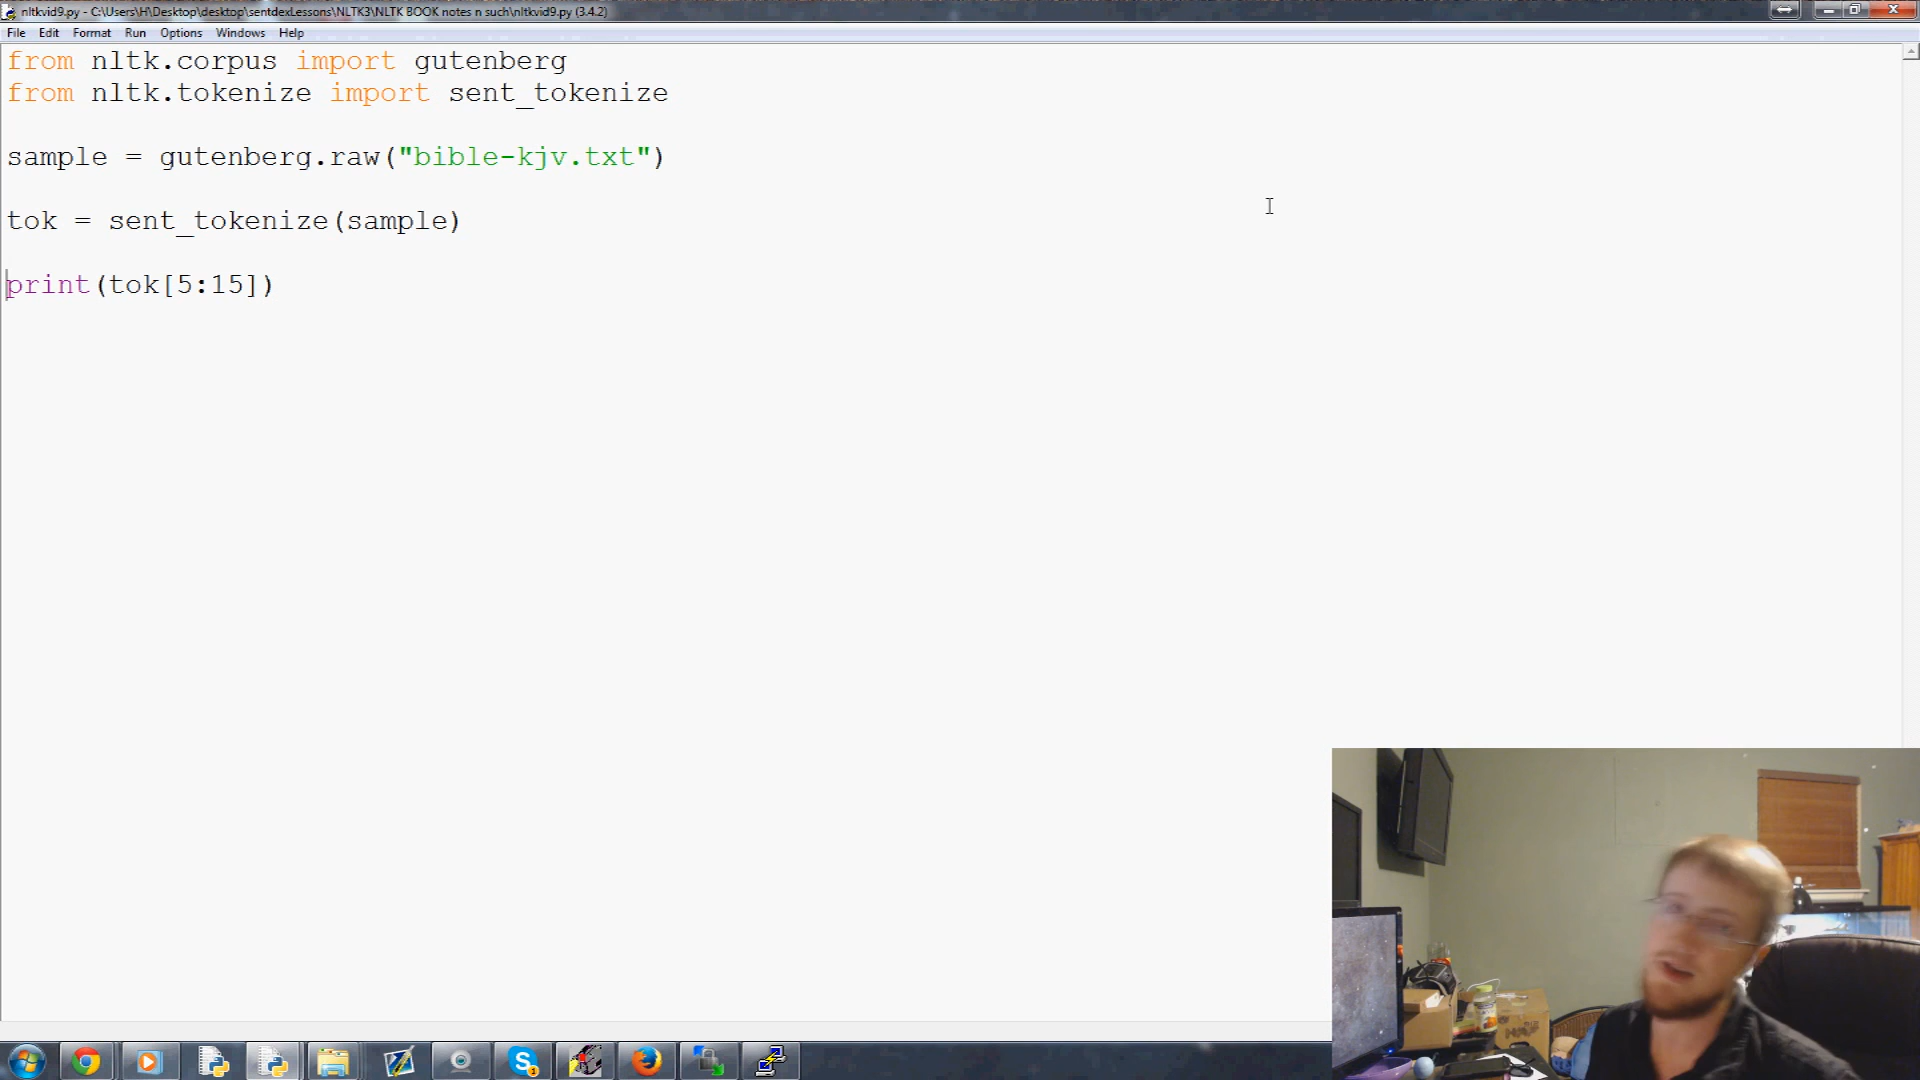 nltkvid9.py - C:\Users\H\Desktop\desktop\sentdexLessons\NLTK3\NLTK BOOK notes n such\nltkvid9.py (3.4.2)
File Edit Format Run Options Windows Help
from nltk.corpus import gutenberg
from nltk.tokenize import sent_tokenize
sample = gutenberg.raw("bible-kjv.txt")
tok = sent_tokenize(sample)
print(tok[5:15])